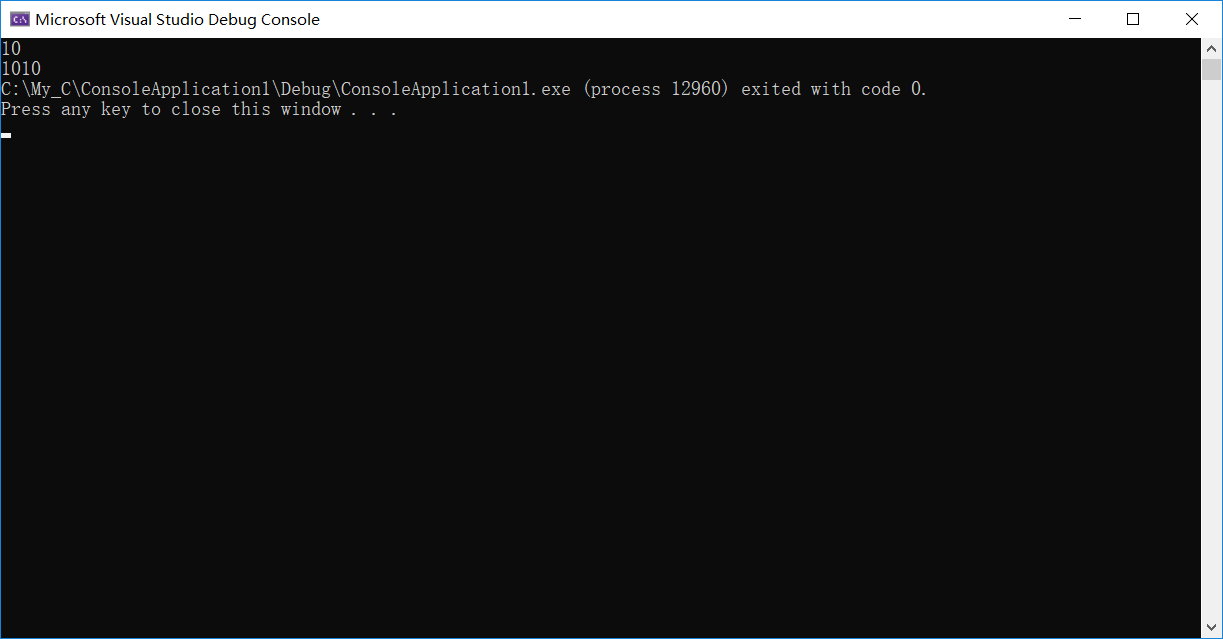 Microsoft Visual Studio Debug Console
10
1010
C:\My_C\ConsoleApplication1\Debug\ConsoleApplication1.exe (process 12960) exited with code 0.
Press any key to close this window . . .